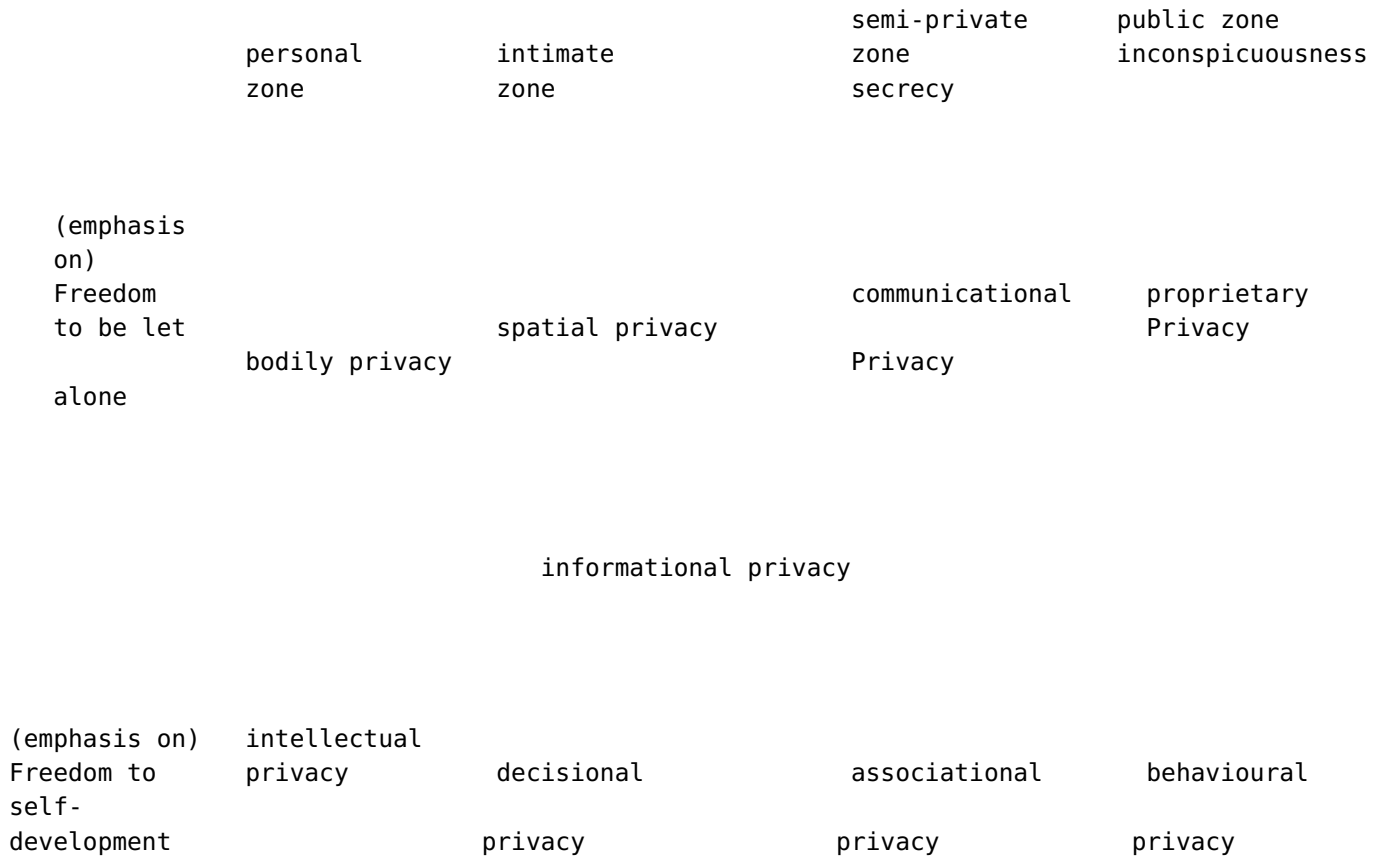 semi-private public zone
personal intimate zone inconspicuousness
zone zone secrecy
(emphasis
on)
Freedom communicational proprietary
to be let spatial privacy Privacy
bodily privacy Privacy
alone
informational privacy
(emphasis on) intellectual
Freedom to privacy decisional associational behavioural
self-
development privacy privacy privacy